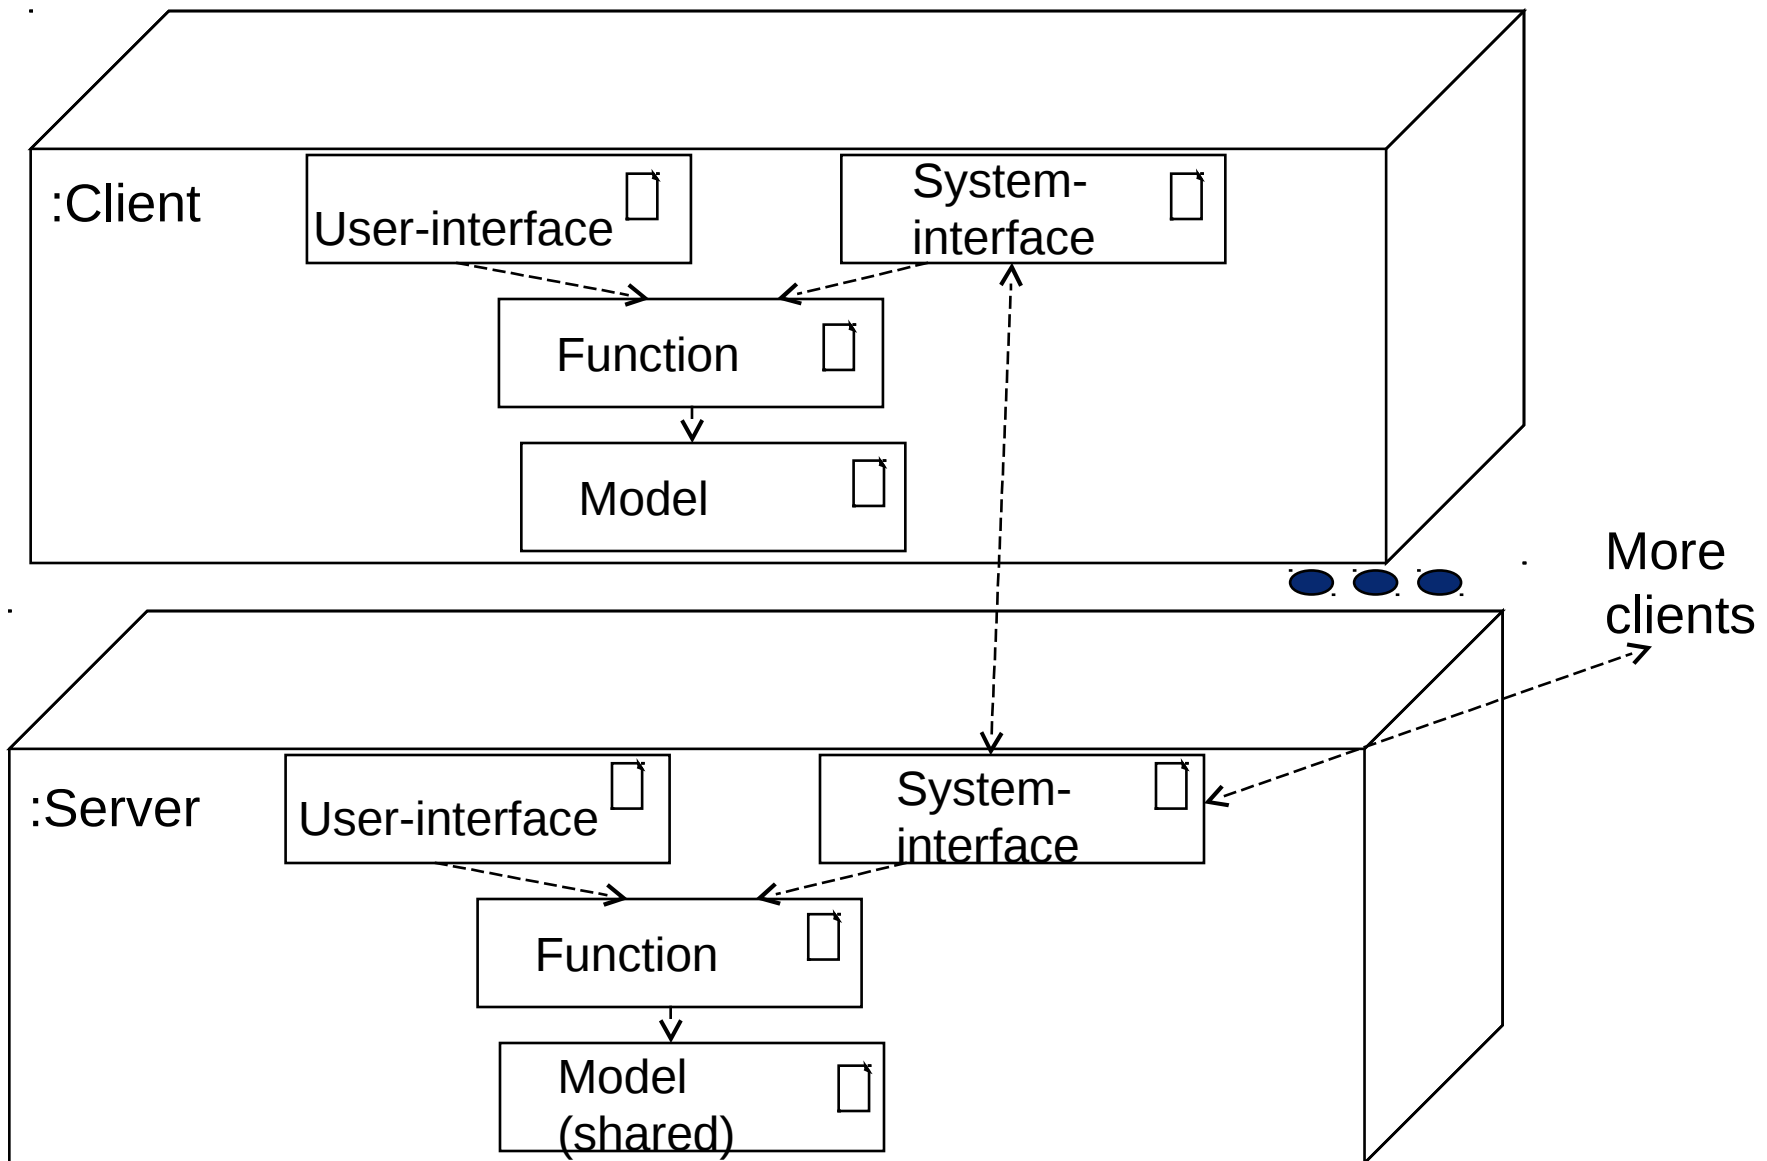 :Client
User-interface
System-
interface
Function
Model
More
clients
:Server
User-interface
System-
interface
Function
Model
(shared)